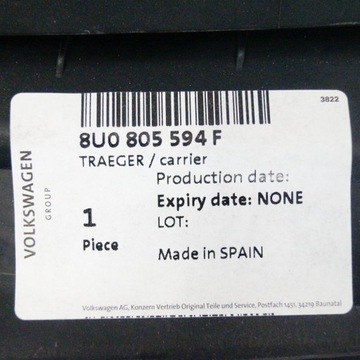 3822
8U0 805 594 F
TRAEGER / carrier
Production date:
Expiry date: NONE
1
LOT:
Piece
Made in SPAIN
VOLKSWAGEN
GROUP
Volkswagen AG, Konzern Vertrieb Original Teile und Service, Postfach 1451, 34219 Baunatal